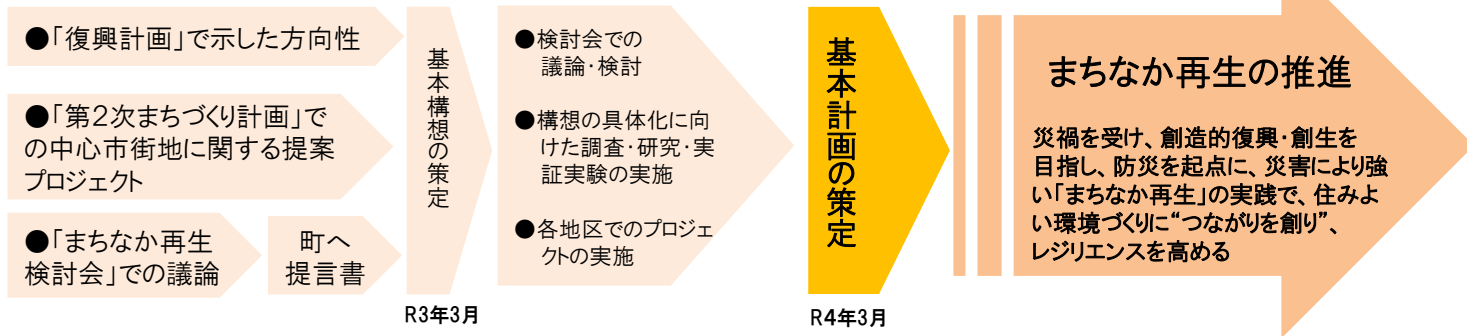 ●「復興計画」で示した方向性
●「第２次まちづくり計画」で
の中心市街地に関する提案
プロジェクト
●「まちなか再生
検討会」での議論
町へ
提言書
基本構想の策定
R3年3月
●検討会での
議論・検討
●構想の具体化に向
けた調査・研究・実
証実験の実施
●各地区でのプロジェ
クトの実施
基本計画の策定
R4年3月
まちなか再生の推進
災禍を受け、創造的復興・創生を
目指し、防災を起点に、災害により強
い「まちなか再生」の実践で、住みよ
い環境づくりに“つながりを創り”、
レジリエンスを高める